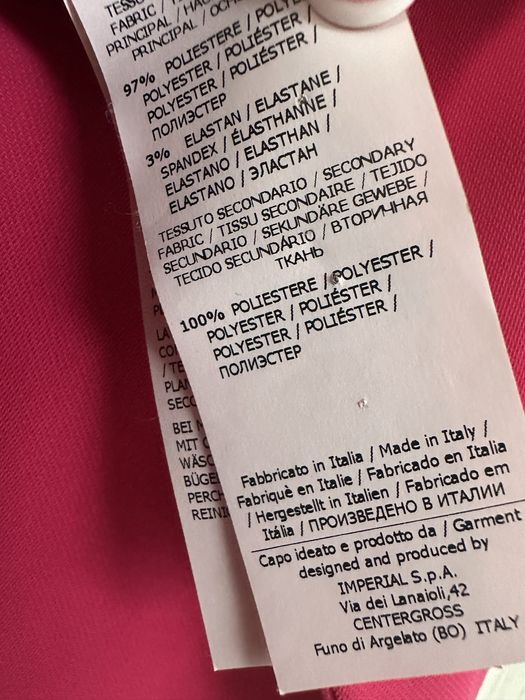 TESSUTO
FABRIC / 
PRINCIPAL / 
PRINCIPAL /
97% POLIESTERE /
POLYESTER / POLIÉSTER /
POLYESTER / POLIÉSTER /
ПОЛИЭСТЕР
3% ELASTAN / ELASTANE /
SPANDEX / ÉLASTHANNE /
ELASTANO / ELASTHAN /
ELASTANO / ЭЛАСТАН
TESSUTO SECONDARIO / SECONDARY
FABRIC / TISSU SECONDAIRE / TEJIDO
SECUNDARIO / SEKUNDÄRE GEWEBE /
TECIDO SECUNDÁRIO / ВТОРИЧНАЯ
ТКАНЬ
100% POLIESTERE / POLYESTER /
POLYESTER / POLIÉSTER /
POLYESTER / POLIÉSTER /
ПОЛИЭСТЕР
Fabbricato in Italia / Made in Italy /
Fabriqué en Italie / Fabricado en Italia
/ Hergestellt in Italien / Fabricado em
Itália / ПРОИЗВЕДЕНО В ИТАЛИИ
Capo ideato e prodotto da / Garment
designed and produced by
IMPERIAL S.p.A.
Via dei Lanaioli,42
CENTERGROSS
Funo di Argelato (BO) ITALY
BEI
MIT